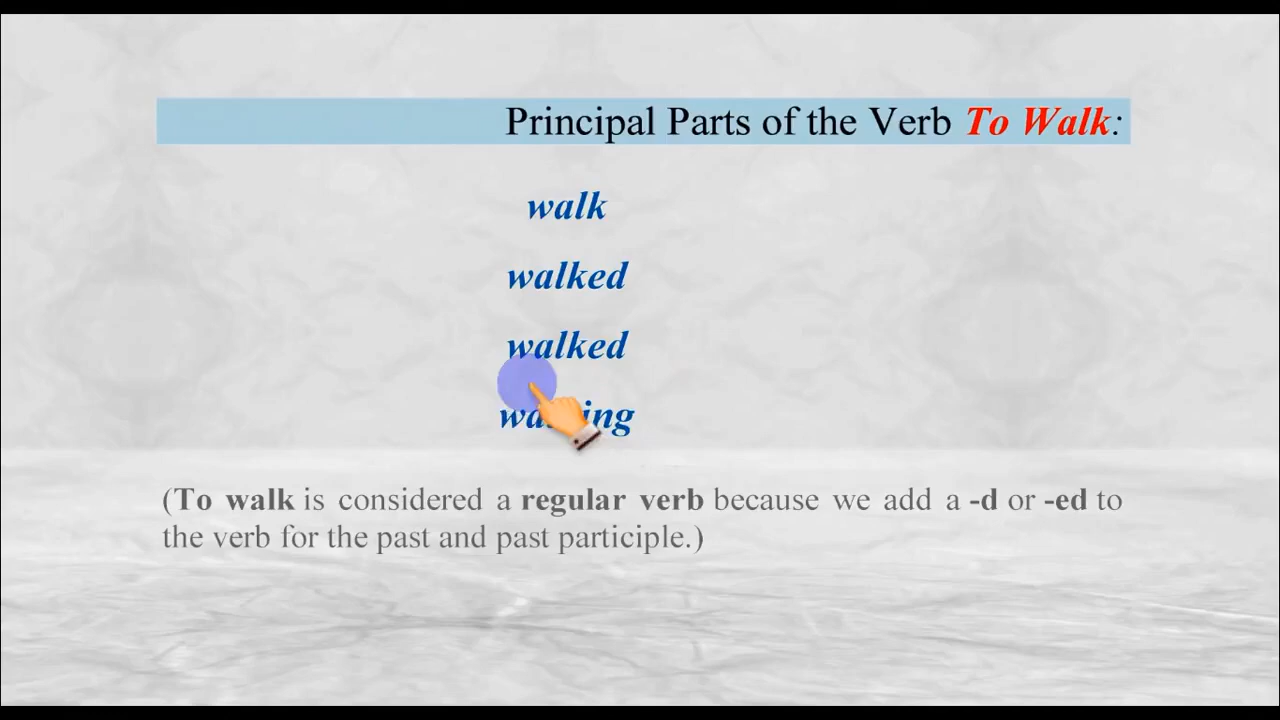 Principal Parts of the Verb To Walk:
walk
walked
walked
walking
(To walk is considered a regular verb because we add a -d or -ed to
the verb for the past and past participle.)